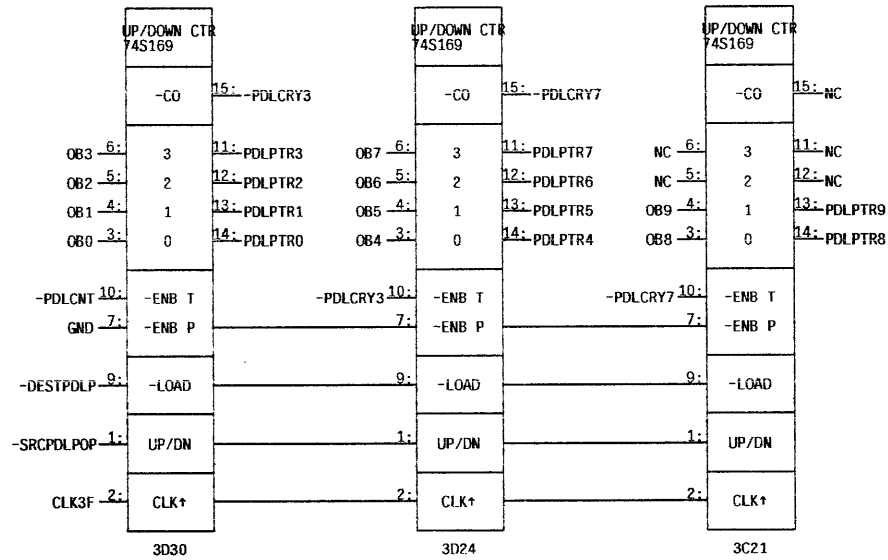 UP/DOWN CTR UP/DOWN CTR UP/DOWN CTR
74S169 74S169 74S169
-CO 15: -PDLCRY3 -CO 15: -PDLCRY7 -CO 15: NC
OB3 6: 3 11: PDLPTR3 OB7 6: 3 11: PDLPTR7 NC 6: 3 11: NC
OB2 5: 2 12: PDLPTR2 OB6 5: 2 12: PDLPTR6 NC 5: 2 12: NC
OB1 4: 1 13: PDLPTR1 OB5 4: 1 13: PDLPTR5 OB9 4: 1 13: PDLPTR9
OB0 3: 0 14: PDLPTR0 OB4 3: 0 14: PDLPTR4 OB8 3: 0 14: PDLPTR8
-PDLCNT 10: -ENB T -PDLCRY3 10: -ENB T -PDLCRY7 10: -ENB T
GND 7: -ENB P 7: -ENB P 7: -ENB P
-DESTPDLP 9: -LOAD 9: -LOAD 9: -LOAD
-SRCPDLPOP 1: UP/DN 1: UP/DN 1: UP/DN
CLK3F 2: CLK↑ 2: CLK↑ 2: CLK↑
3D30 3D24 3C21